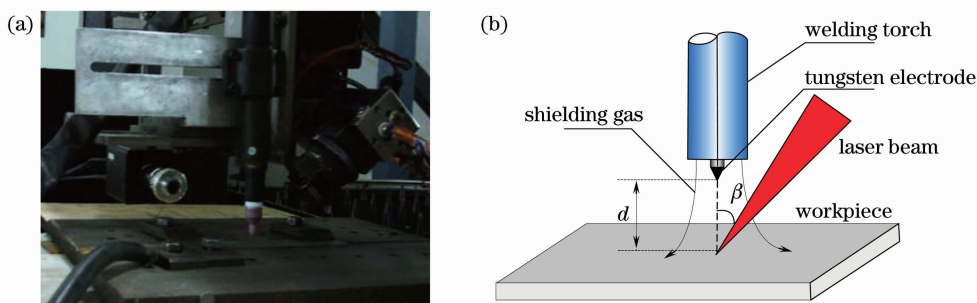 (a)
(b)
welding torch
tungsten electrode
shielding gas
laser beam
β
d
workpiece